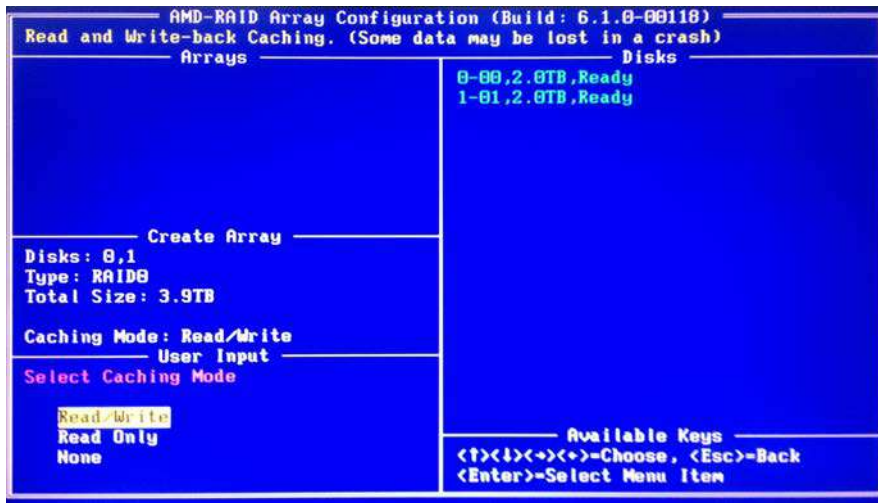 AMD-RAID Array Configuration (Build: 6.1.0-00118)
Read and Write-back Caching. (Some data may be lost in a crash)
Arrays
Disks
0-00,2.0TB,Ready
1-01,2.0TB,Ready
Create Array
Disks: 0,1
Type: RAID0
Total Size: 3.9TB
Caching Mode: Read/Write
User Input
Select Caching Mode
Read/Write
Read Only
None
Available Keys
<↑><↓><→><←>=Choose, <Esc>=Back
<Enter>=Select Menu Item